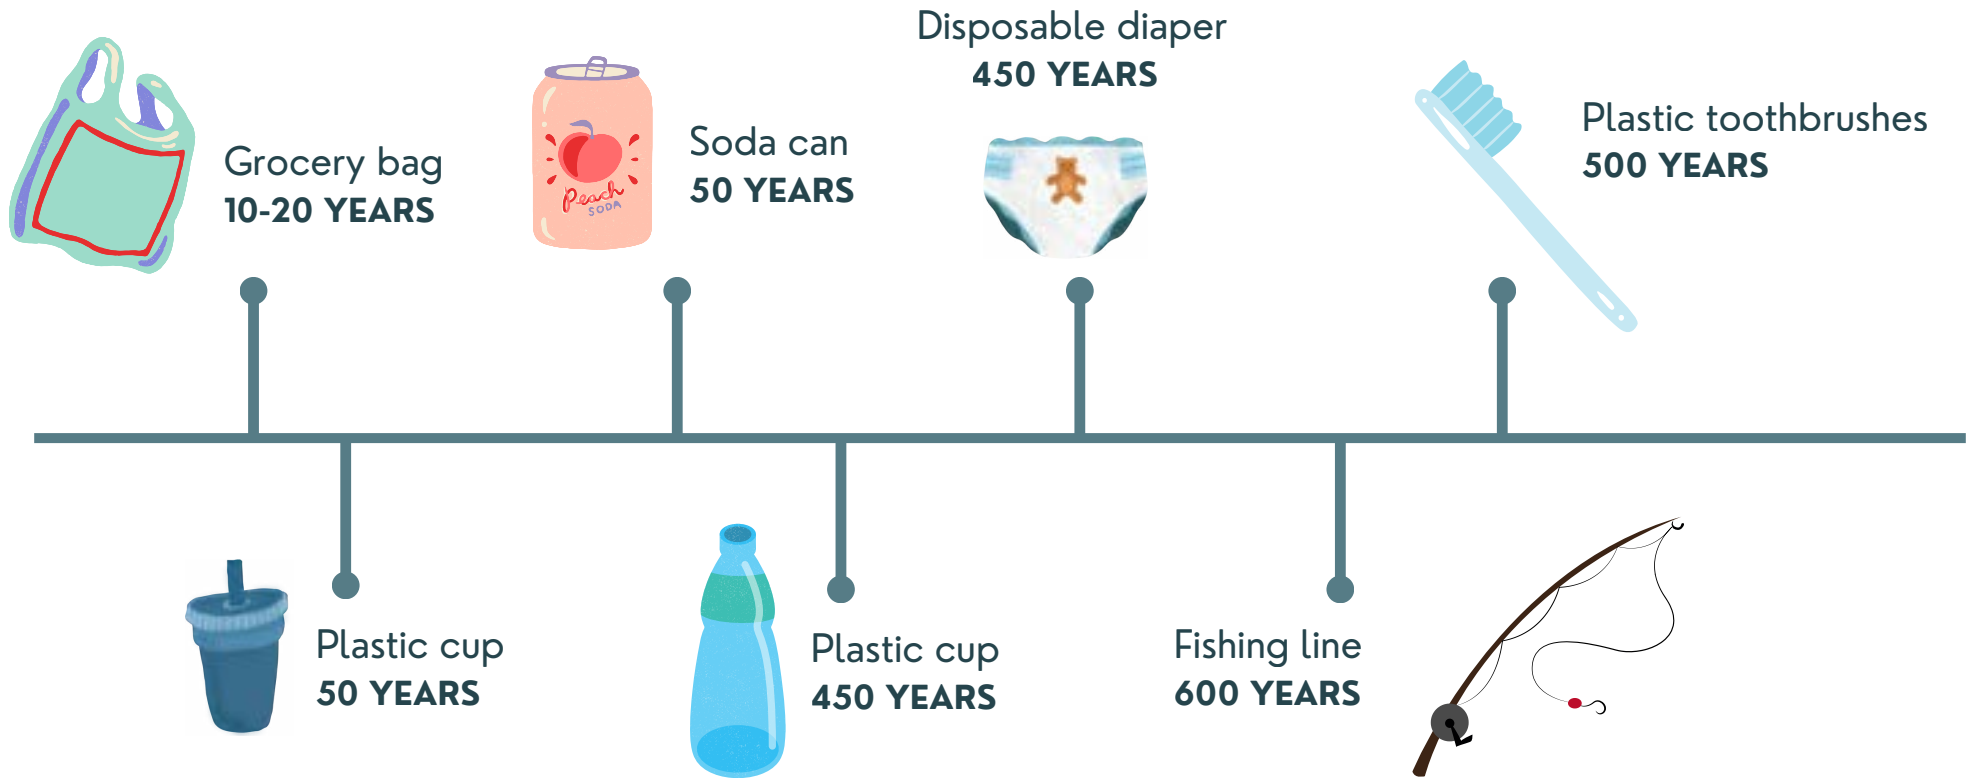 Grocery bag
10-20 YEARS
Peach
SODA
Soda can
50 YEARS
Disposable diaper
450 YEARS
Plastic toothbrushes
500 YEARS
Plastic cup
50 YEARS
Plastic cup
450 YEARS
Fishing line
600 YEARS